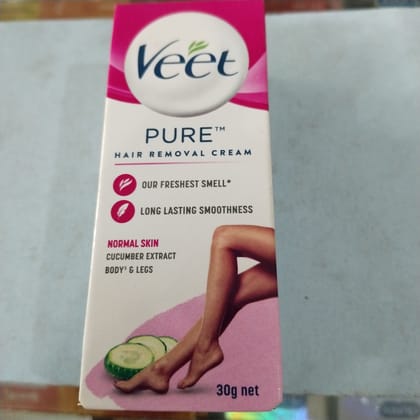 Veet
PURE™
HAIR REMOVAL CREAM
OUR FRESHEST SMELL*
LONG LASTING SMOOTHNESS
NORMAL SKIN
CUCUMBER EXTRACT
BODY† & LEGS
30g net